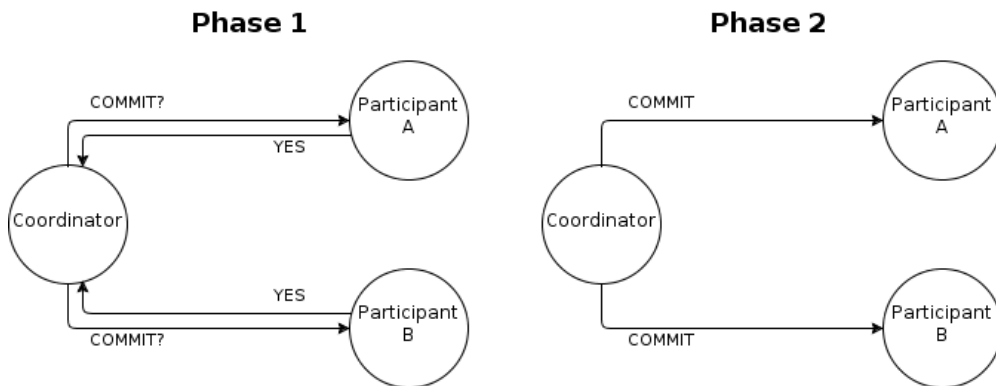 Phase 1
COMMIT?
Participant
A
YES
Coordinator
YES
Participant
B
COMMIT?
Phase 2
COMMIT
Participant
A
Coordinator
Participant
B
COMMIT